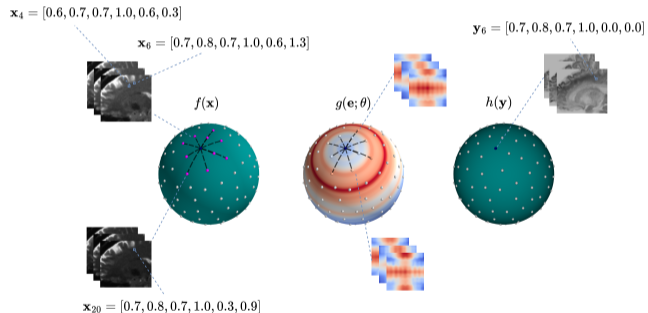 x₄ = [0.6, 0.7, 0.7, 1.0, 0.6, 0.3]
x₆ = [0.7, 0.8, 0.7, 1.0, 0.6, 1.3]
y₆ = [0.7, 0.8, 0.7, 1.0, 0.0, 0.0]
f(x)
g(e; θ)
h(y)
x₂₀ = [0.7, 0.8, 0.7, 1.0, 0.3, 0.9]